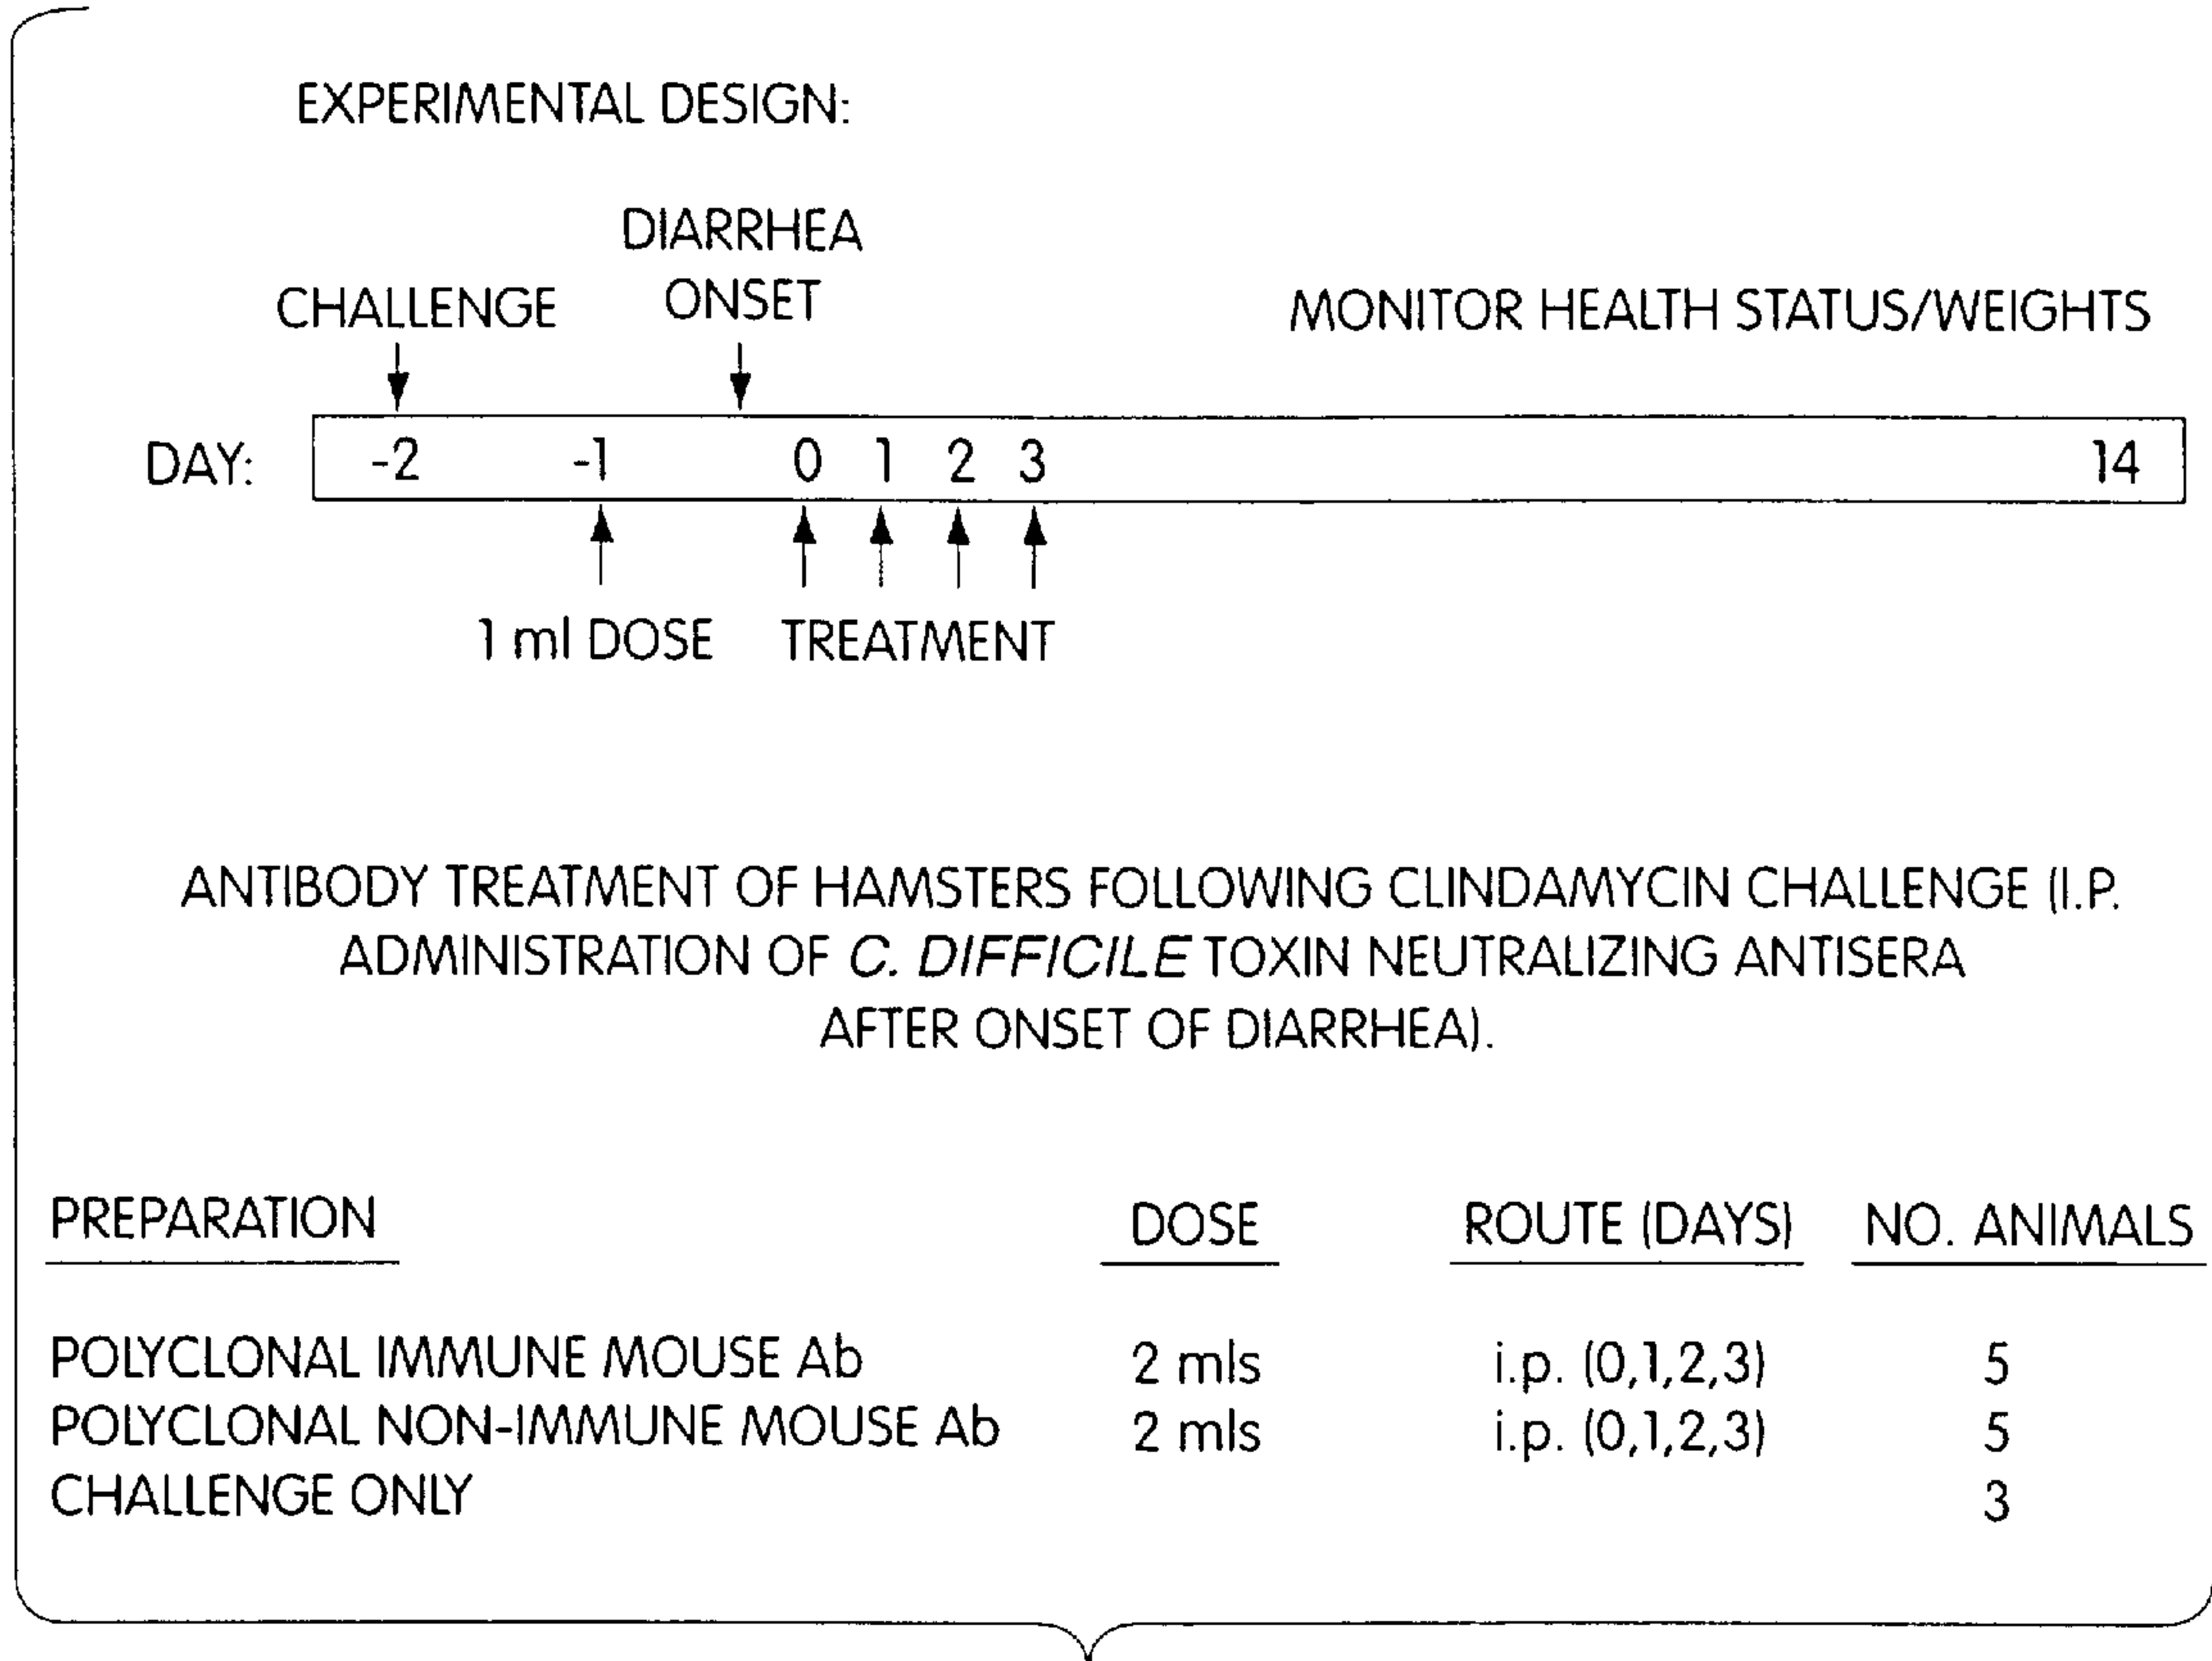 EXPERIMENTAL DESIGN:
DIARRHEA
ONSET
CHALLENGE
MONITOR HEALTH STATUS/WEIGHTS
DAY: -2 -1 0 1 2 3 14
1 ml DOSE TREATMENT
ANTIBODY TREATMENT OF HAMSTERS FOLLOWING CLINDAMYCIN CHALLENGE (I.P.
ADMINISTRATION OF C. DIFFICILE TOXIN NEUTRALIZING ANTISERA
AFTER ONSET OF DIARRHEA).
PREPARATION DOSE ROUTE (DAYS) NO. ANIMALS
POLYCLONAL IMMUNE MOUSE Ab 2 mls i.p. (0,1,2,3) 5
POLYCLONAL NON-IMMUNE MOUSE Ab 2 mls i.p. (0,1,2,3) 5
CHALLENGE ONLY 3